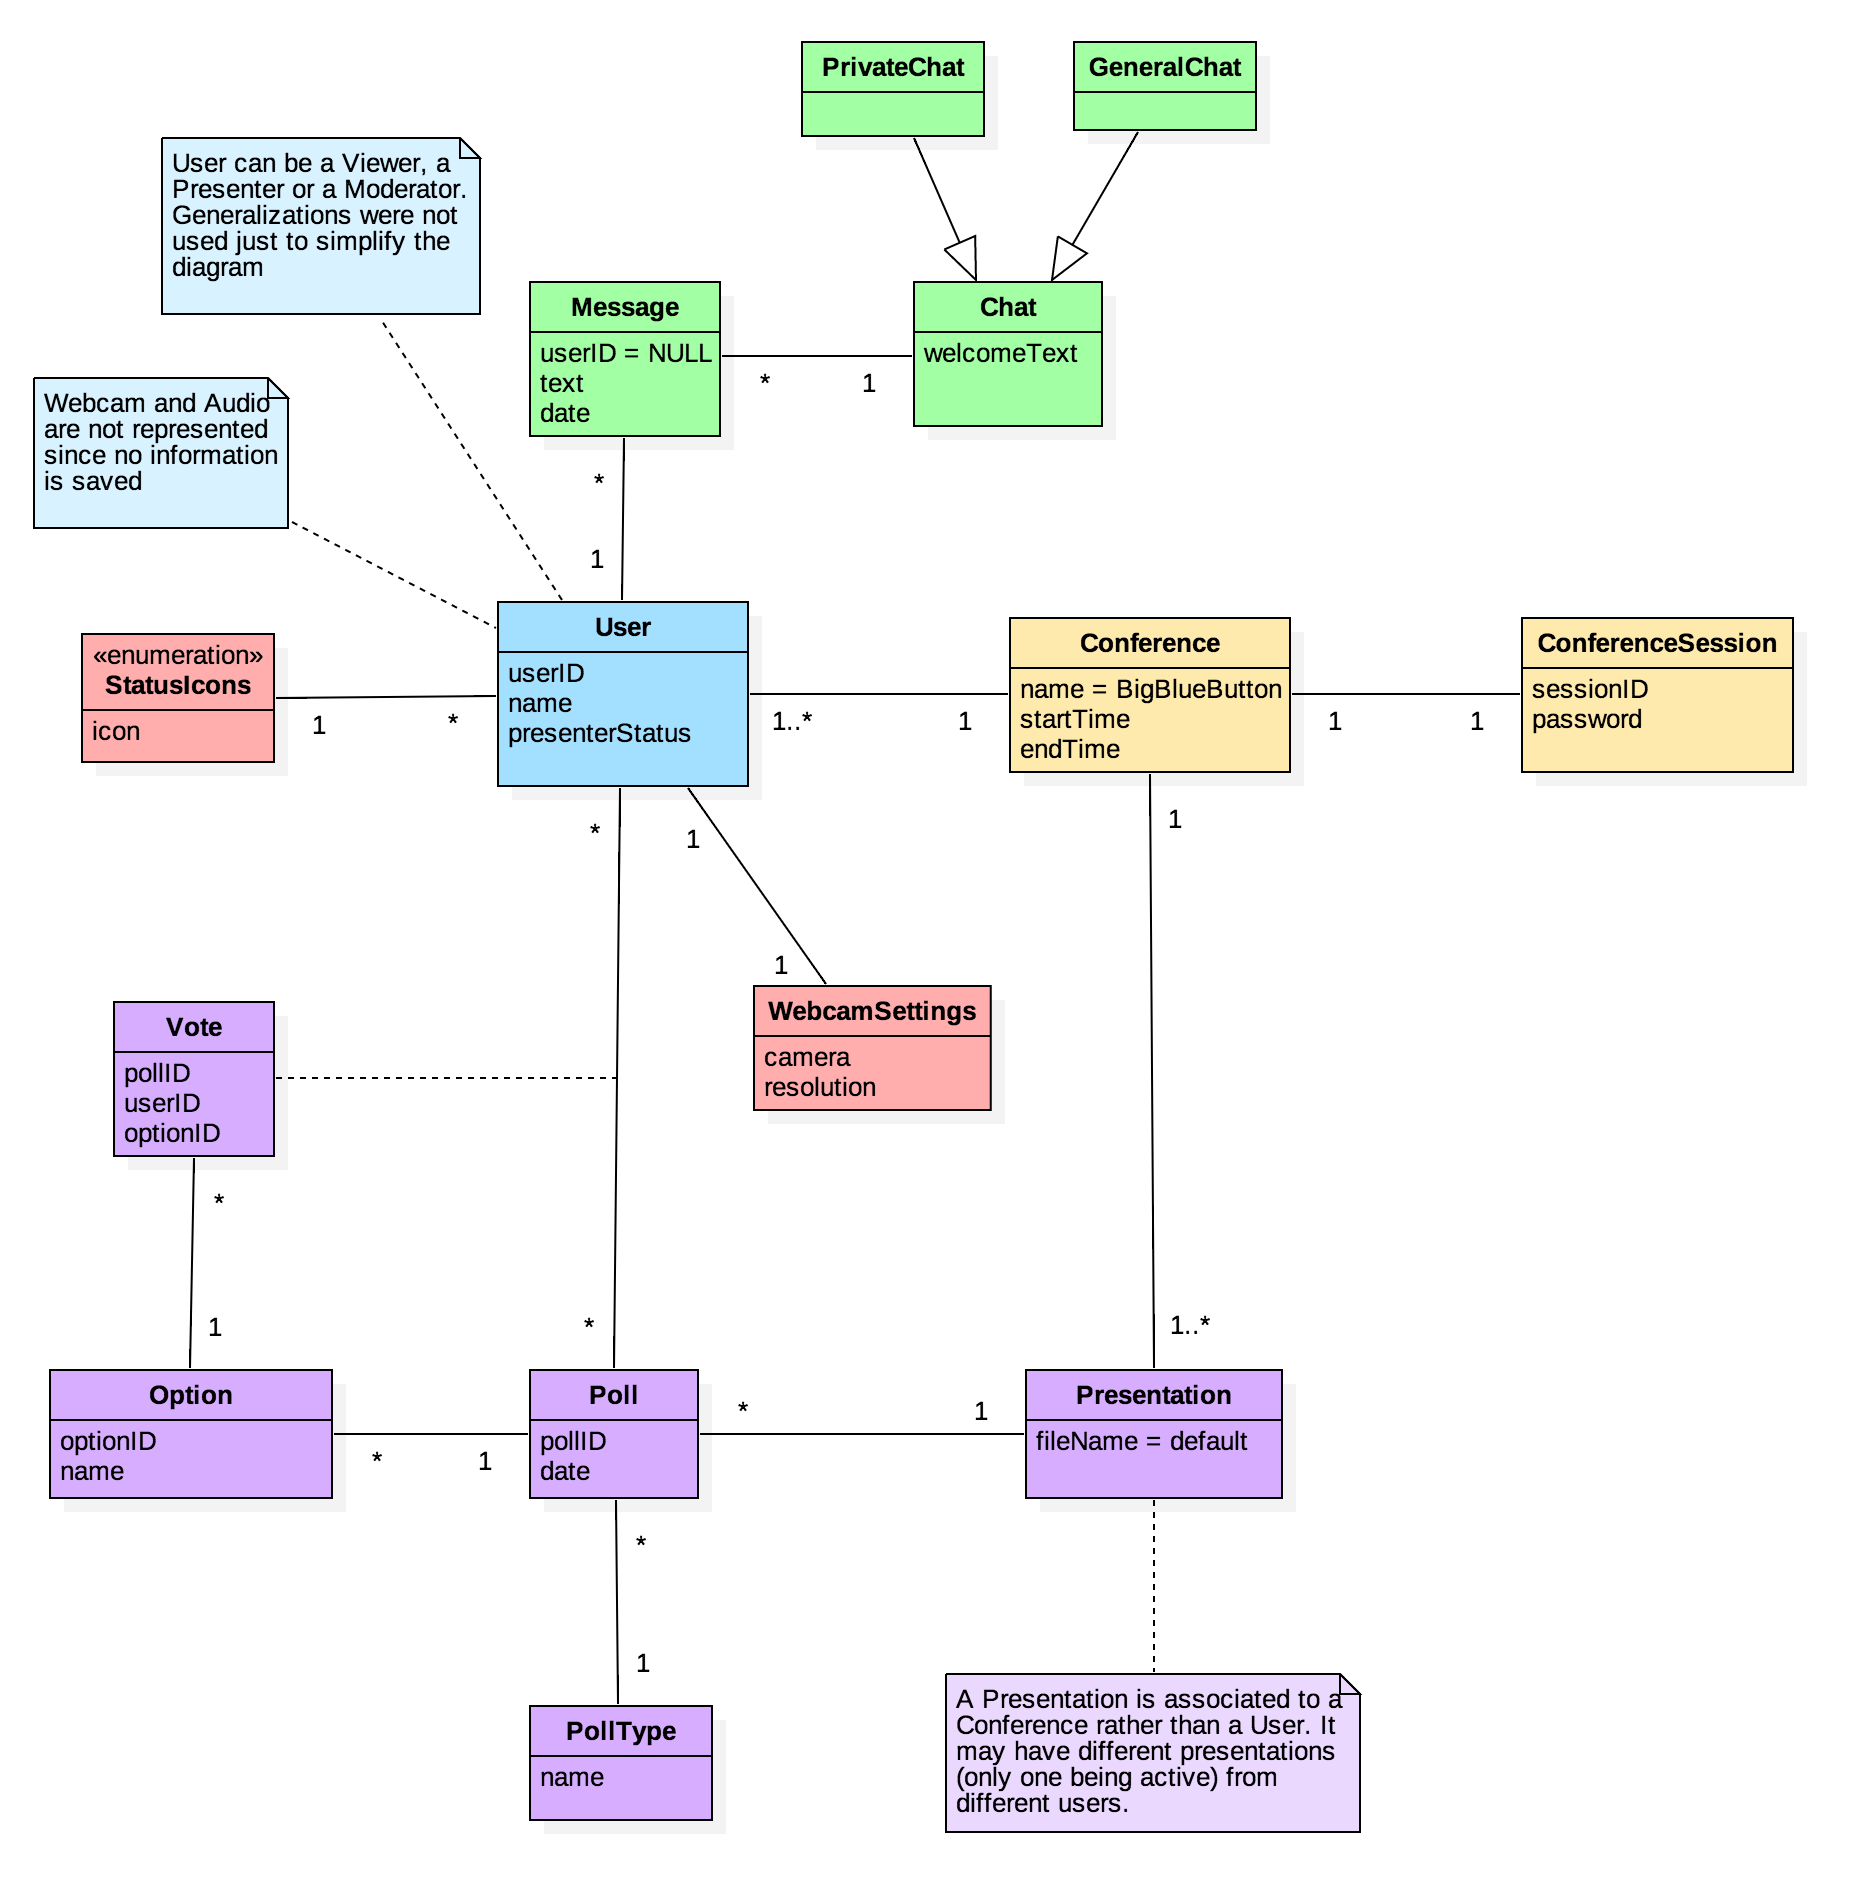 PrivateChat
GeneralChat
User can be a Viewer, a
Presenter or a Moderator.
Generalizations were not
used just to simplify the
diagram
Message
userID = NULL
text
date
Chat
welcomeText
*
1
Webcam and Audio
are not represented
since no information
is saved
*
1
«enumeration»
StatusIcons
icon
1
*
User
userID
name
presenterStatus
1..*
1
Conference
name = BigBlueButton
startTime
endTime
1
1
ConferenceSession
sessionID
password
*
1
1
1
WebcamSettings
camera
resolution
Vote
pollID
userID
optionID
*
1
*
1..*
Option
optionID
name
*
1
Poll
pollID
date
*
1
Presentation
fileName = default
*
1
PollType
name
A Presentation is associated to a
Conference rather than a User. It
may have different presentations
(only one being active) from
different users.